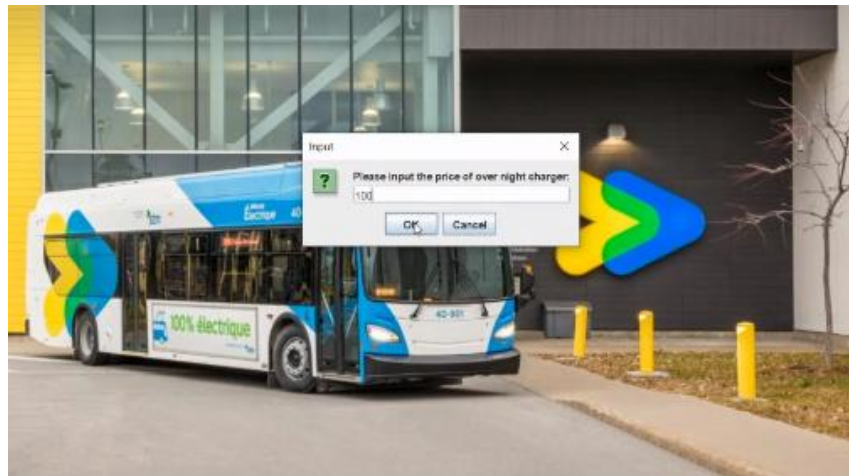 Input
Please input the price of over night charger:
100
OK
Cancel
électrique
40-901
100% électrique